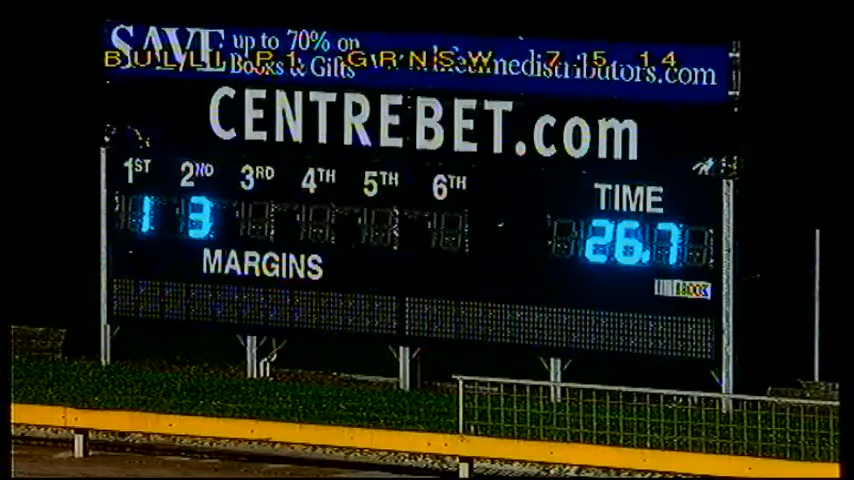 SAVE up to 70% on
Books & Gifts
BULLI R1 GRNSW 7.5.14
CENTREBET.com
1ST 2ND 3RD 4TH 5TH 6TH TIME
1 3 26.7
MARGINS